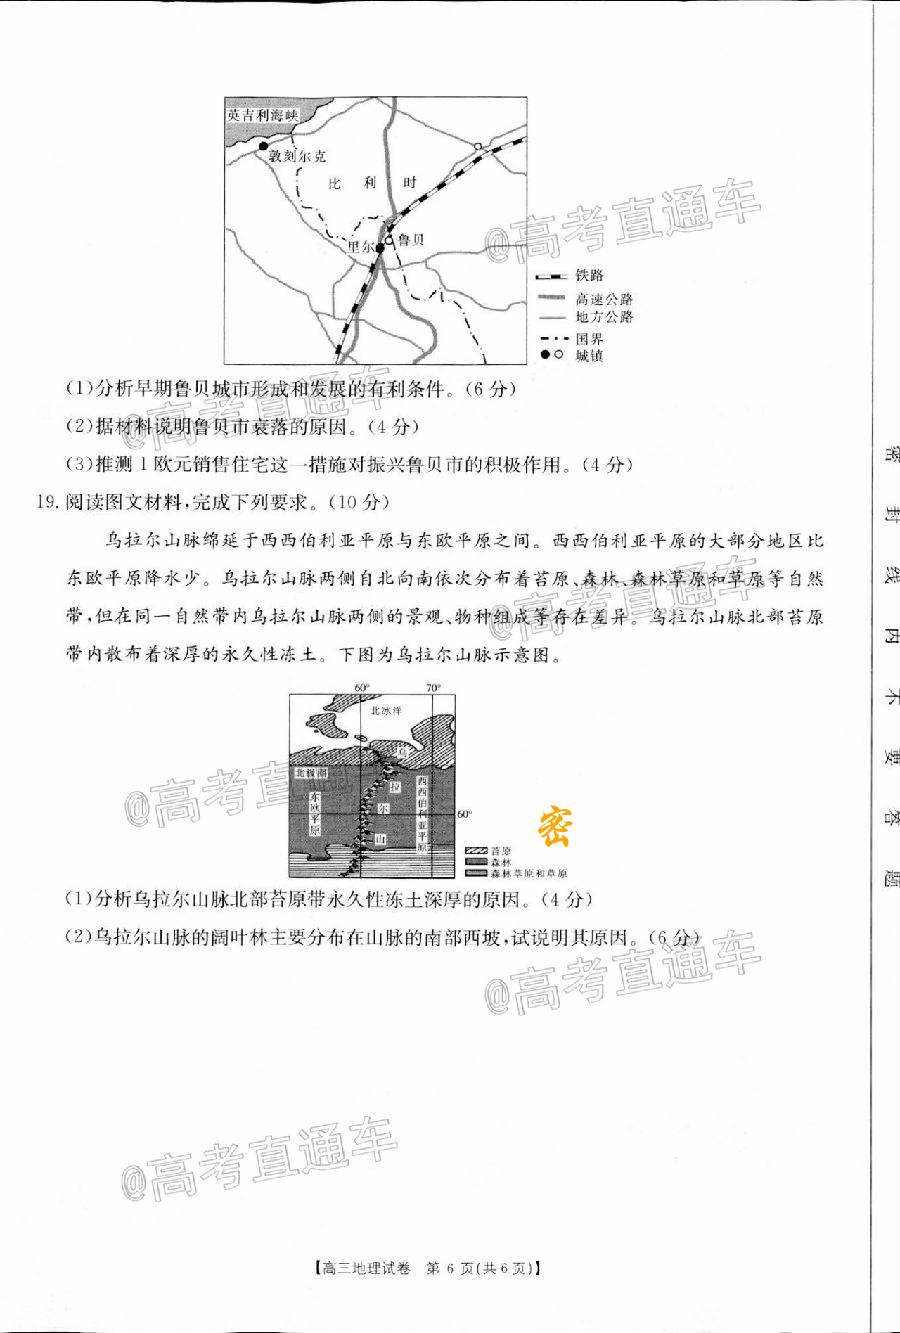 英吉利海峡
敦刻尔克
比利时
里尔
鲁贝
铁路
高速公路
地方公路
国界
城镇
(1)分析早期鲁贝城市形成和发展的有利条件。(6分)
(2)据材料说明鲁贝市衰落的原因。(4分)
(3)推测1欧元销售住宅这一措施对振兴鲁贝市的积极作用。(4分)
19.阅读图文材料,完成下列要求。(10分)
乌拉尔山脉绵延于西西伯利亚平原与东欧平原之间。西西伯利亚平原的大部分地区比
东欧平原降水少。乌拉尔山脉两侧自北向南依次分布着苔原、森林、森林草原和草原等自然
带,但在同一自然带内乌拉尔山脉两侧的景观、物种组成等存在差异。乌拉尔山脉北部苔原
带内散布着深厚的永久性冻土。下图为乌拉尔山脉示意图。
60° 70°
北冰洋
乌拉尔山
北极圈
东欧平原
西西伯利亚平原
60°
苔原
森林
森林草原和草原
密
(1)分析乌拉尔山脉北部苔原带永久性冻土深厚的原因。(4分)
(2)乌拉尔山脉的阔叶林主要分布在山脉的南部西坡,试说明其原因。(6分)
【高三地理试卷 第6页(共6页)】
密封线内不要答题
@高考直通车
@高考直通车
@高考直通车
@高考直通车
@高考直通车
@高考直通车